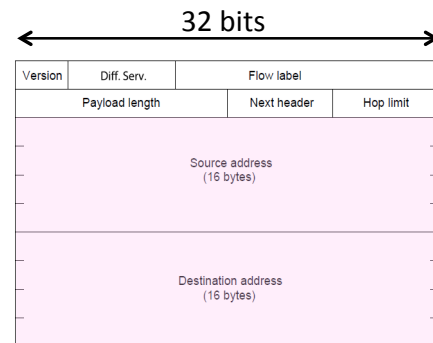 32 bits
Version Diff. Serv. Flow label
Payload length Next header Hop limit
Source address
(16 bytes)
Destination address
(16 bytes)